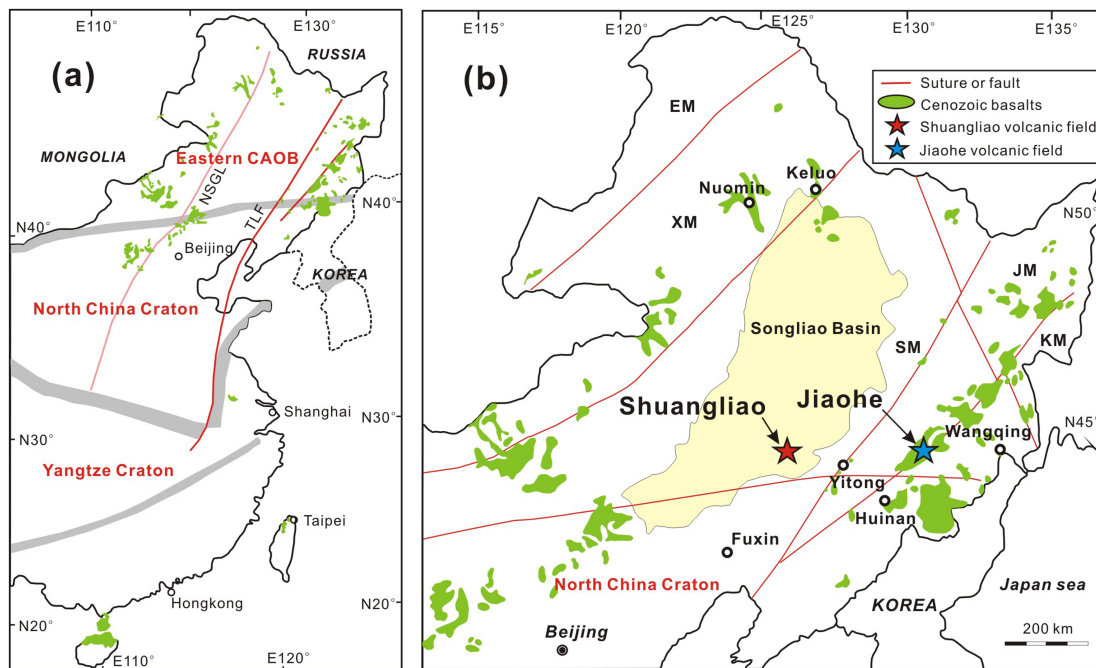 E110°
E130°
(a)
RUSSIA
MONGOLIA
Eastern CAOB
NSGL
TLF
N40°
N40°
Beijing
KOREA
North China Craton
Shanghai
N30°
N30°
Yangtze Craton
Taipei
Hongkong
N20°
N20°
E110°
E120°
E115°
E120°
E125°
E130°
E135°
(b)
EM
Suture or fault
Cenozoic basalts
Shuangliao volcanic field
Jiaohe volcanic field
Keluo
Nuomin
XM
N50°
JM
Songliao Basin
SM
KM
Shuangliao
Jiaohe
N45°
Wangqing
Yitong
Huinan
Fuxin
North China Craton
Japan sea
KOREA
Beijing
200 km